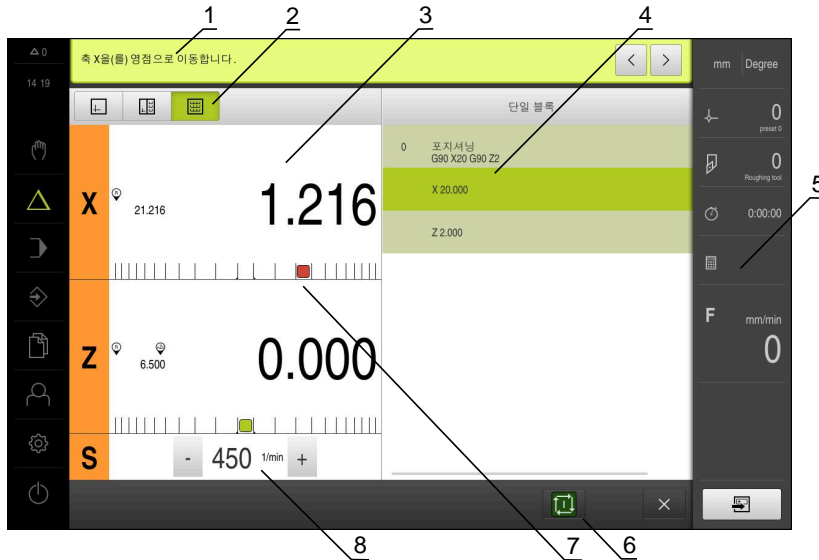 1
2
3
4
△ 0
축 X을(를) 영점으로 이동합니다.
< >
mm Degree
14 19
단일 블록
0
preset 0
0 포지셔닝
G90 X20 G90 Z2
X 20.000
X
R
21.216
1.216
0
Roughing tool
5
0:00:00
Z 2.000
F mm/min
0
Z
R
6.500
0.000
S
- 450 1/min +
8
7
6